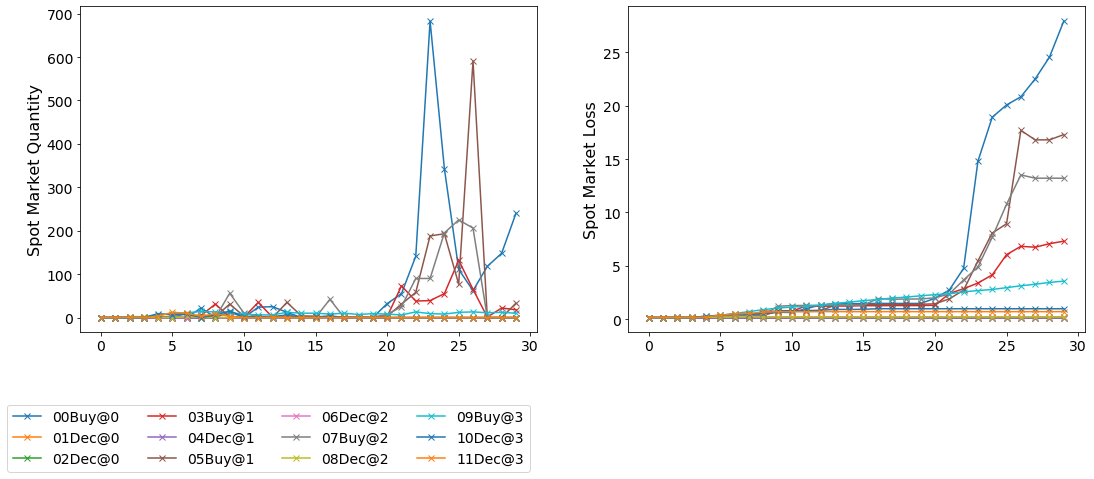 700
600
500
400
300
200
100
0
Spot Market Quantity
0 5 10 15 20 25 30
25
20
15
10
5
0
Spot Market Loss
0 5 10 15 20 25 30
00Buy@0 03Buy@1 06Dec@2 09Buy@3
01Dec@0 04Dec@1 07Buy@2 10Dec@3
02Dec@0 05Buy@1 08Dec@2 11Dec@3